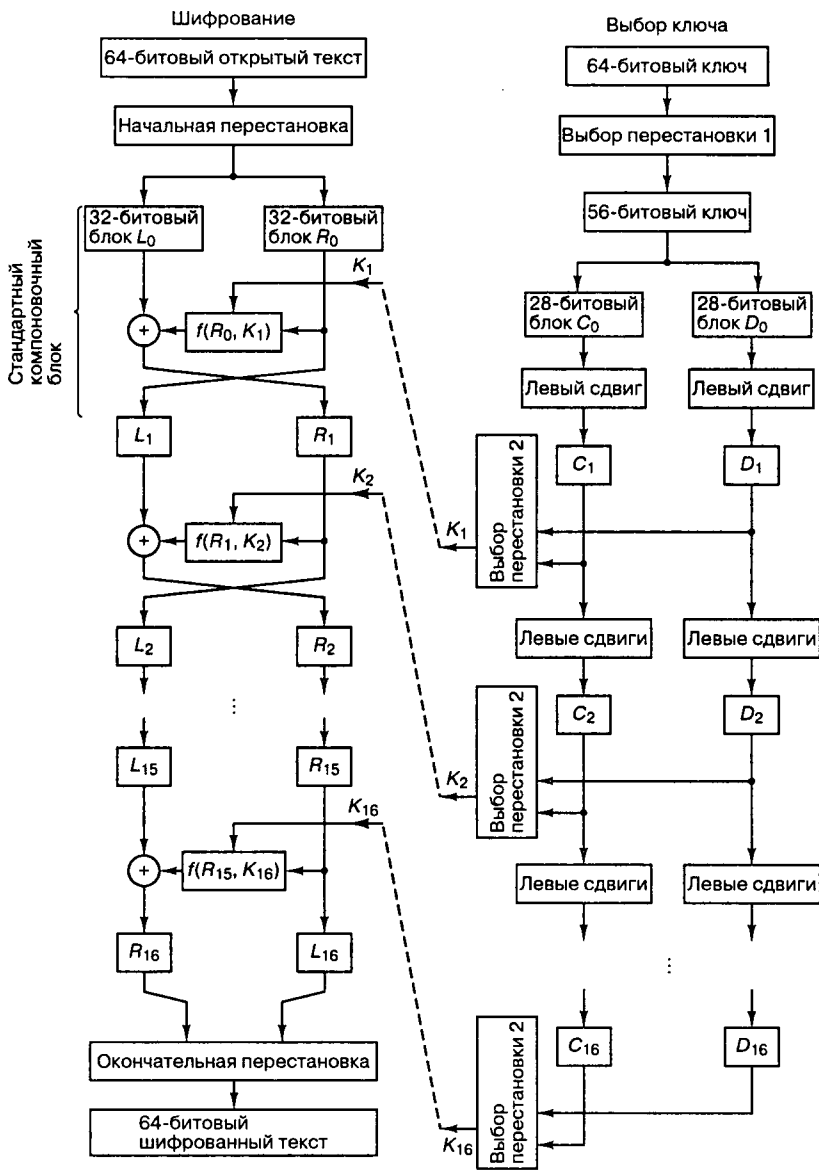 Шифрование
64-битовый открытый текст
Начальная перестановка
32-битовый
блок L0
32-битовый
блок R0
Стандартный
компоновочный
блок
K1
+
f(R0, K1)
L1
R1
K2
+
f(R1, K2)
L2
R2
...
L15
R15
K16
+
f(R15, K16)
R16
L16
Окончательная перестановка
64-битовый
шифрованный текст
Выбор ключа
64-битовый ключ
Выбор перестановки 1
56-битовый ключ
28-битовый
блок C0
28-битовый
блок D0
Левый сдвиг
Левый сдвиг
C1
D1
Выбор
перестановки 2
K1
Левые сдвиги
Левые сдвиги
C2
D2
Выбор
перестановки 2
K2
Левые сдвиги
Левые сдвиги
...
C16
D16
Выбор
перестановки 2
K16